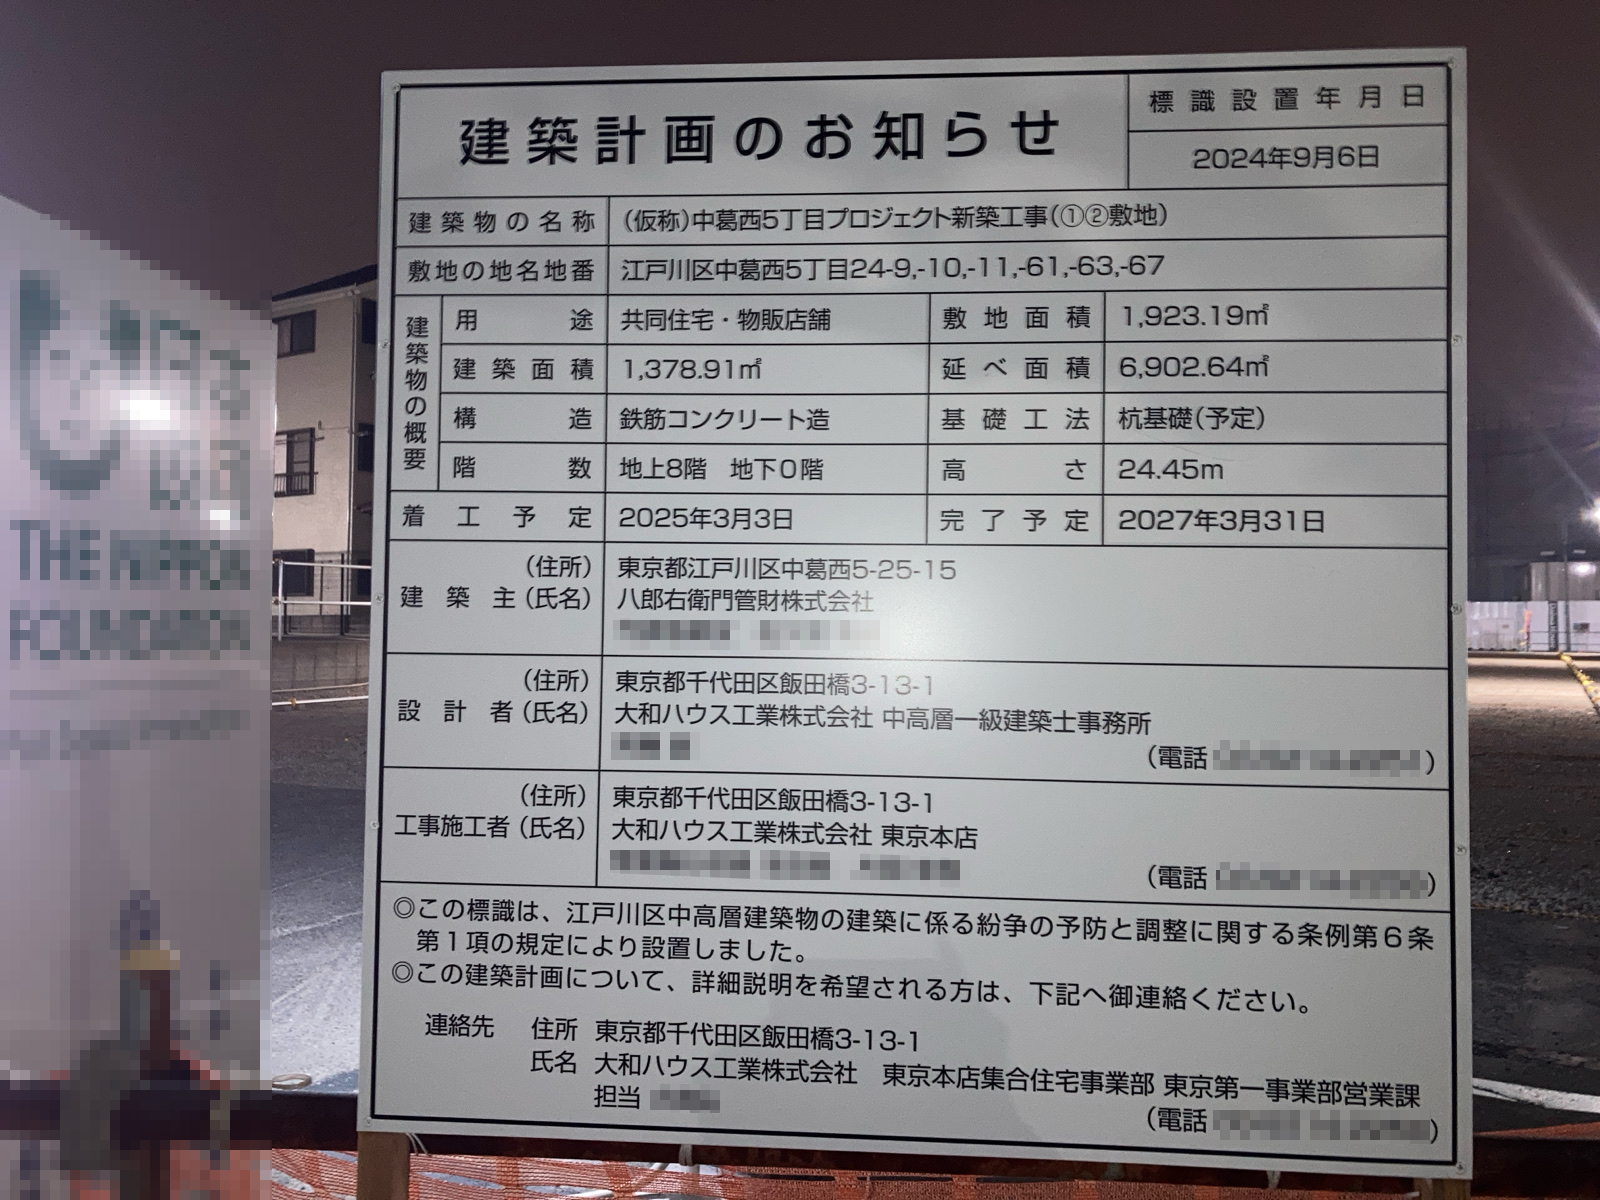 建築計画のお知らせ
標識設置年月日
2024年9月6日
建築物の名称 (仮称)中葛西5丁目プロジェクト新築工事(①②敷地)
敷地の地名地番 江戸川区中葛西5丁目24-9,-10,-11,-61,-63,-67
建築物の概要
用途 共同住宅・物販店舗 敷地面積 1,923.19㎡
建築面積 1,378.91㎡ 延べ面積 6,902.64㎡
構造 鉄筋コンクリート造 基礎工法 杭基礎(予定)
階数 地上8階 地下0階 高さ 24.45m
着工予定 2025年3月3日 完了予定 2027年3月31日
建築主 (住所) 東京都江戸川区中葛西5-25-15
(氏名) 八郎右衛門管財株式会社
設計者 (住所) 東京都千代田区飯田橋3-13-1
(氏名) 大和ハウス工業株式会社 中高層一級建築士事務所
(電話 )
工事施工者 (住所) 東京都千代田区飯田橋3-13-1
(氏名) 大和ハウス工業株式会社 東京本店
(電話 )
◎この標識は、江戸川区中高層建築物の建築に係る紛争の予防と調整に関する条例第6条
第1項の規定により設置しました。
◎この建築計画について、詳細説明を希望される方は、下記へ御連絡ください。
連絡先 住所 東京都千代田区飯田橋3-13-1
氏名 大和ハウス工業株式会社 東京本店集合住宅事業部 東京第一事業部営業課
担当
(電話 )
THE NIPPON
FOUNDATION